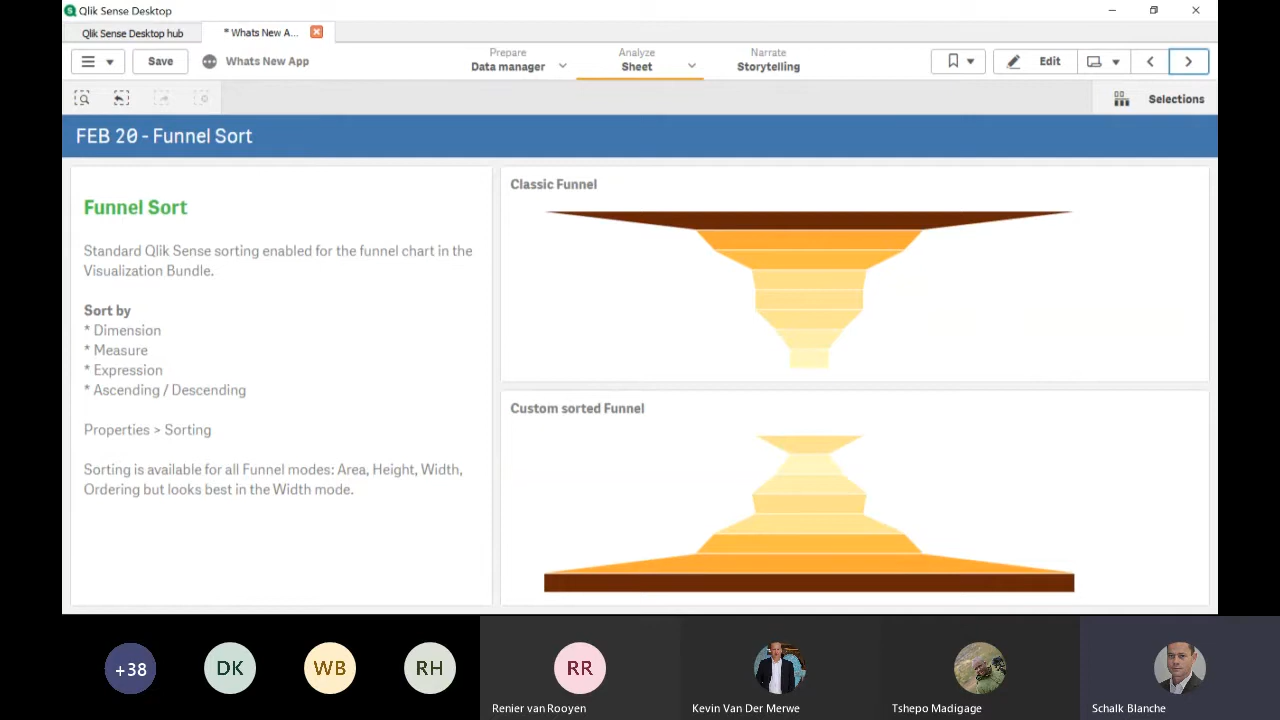 Qlik Sense Desktop
Qlik Sense Desktop hub
* Whats New A...
Save
Whats New App
Prepare
Data manager
Analyze
Sheet
Narrate
Storytelling
Edit
Selections
FEB 20 - Funnel Sort
Funnel Sort
Standard Qlik Sense sorting enabled for the funnel chart in the
Visualization Bundle.
Sort by
* Dimension
* Measure
* Expression
* Ascending / Descending
Properties > Sorting
Sorting is available for all Funnel modes: Area, Height, Width,
Ordering but looks best in the Width mode.
Classic Funnel
Custom sorted Funnel
+38
DK
WB
RH
RR
Renier van Rooyen
Kevin Van Der Merwe
Tshepo Madigage
Schalk Blanche